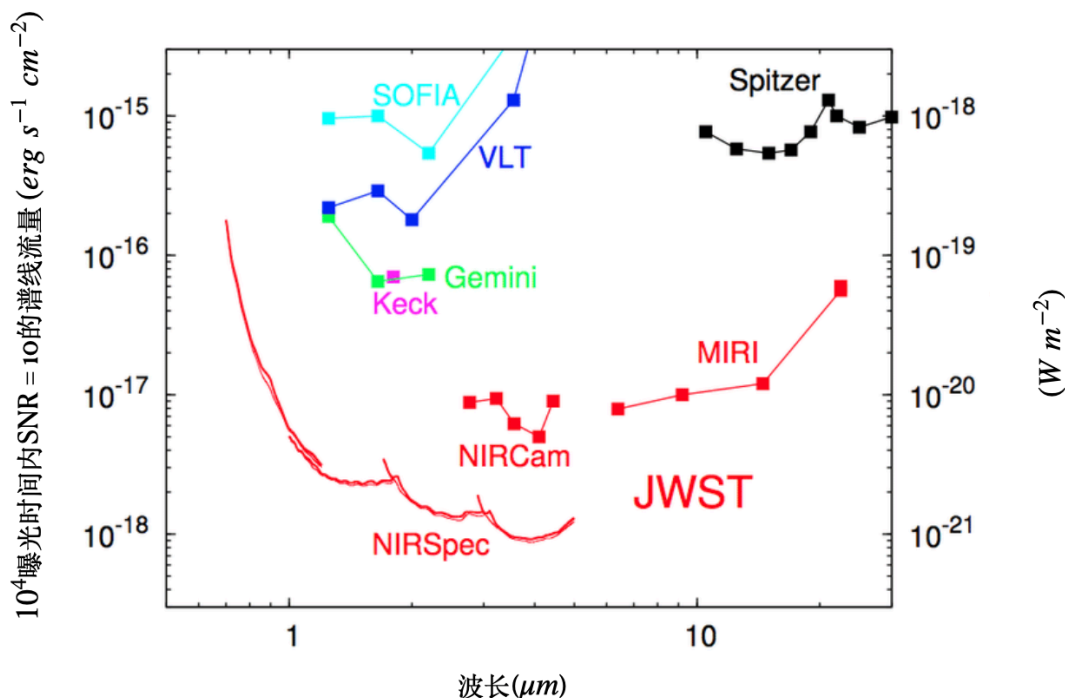 10⁴曝光时间内SNR = 10的谱线流量 (erg s⁻¹ cm⁻²)
10⁻¹⁵
10⁻¹⁶
10⁻¹⁷
10⁻¹⁸
SOFIA
VLT
Gemini
Keck
Spitzer
MIRI
NIRCam
JWST
NIRSpec
10⁻¹⁸
10⁻¹⁹
10⁻²⁰
10⁻²¹
(W m⁻²)
1
10
波长(μm)